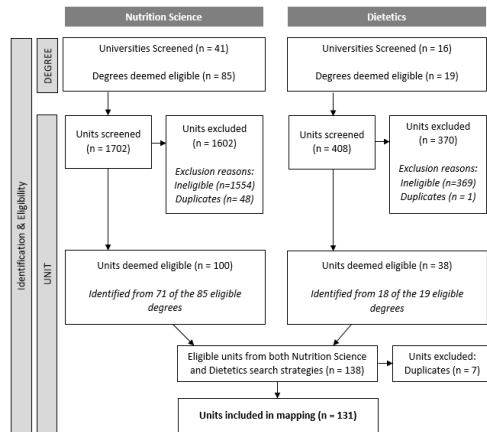 Nutrition Science
Dietetics
Identification & Eligibility
DEGREE
Universities Screened (n = 41)
Degrees deemed eligible (n = 85)
Universities Screened (n = 16)
Degrees deemed eligible (n = 19)
UNIT
Units screened
(n = 1702)
Units excluded
(n = 1602)
Exclusion reasons:
Ineligible (n=1554)
Duplicates (n= 48)
Units screened
(n = 408)
Units excluded
(n = 370)
Exclusion reasons:
Ineligible (n=369)
Duplicates (n = 1)
Units deemed eligible (n = 100)
Identified from 71 of the 85 eligible
degrees
Units deemed eligible (n = 38)
Identified from 18 of the 19 eligible
degrees
Eligible units from both Nutrition Science
and Dietetics search strategies (n = 138)
Units excluded:
Duplicates (n = 7)
Units included in mapping (n = 131)